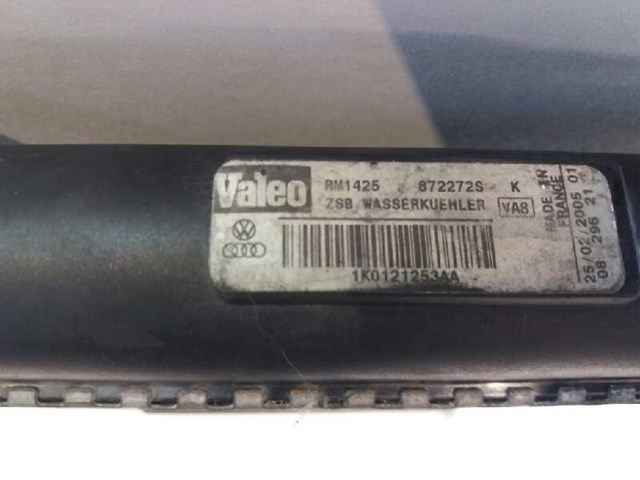 Valeo RM1425 872272S K
ZSB WASSERKUEHLER VA8
1K0121253AA
MADE IN
FRANCE
25/02/2005 01
08 296 21